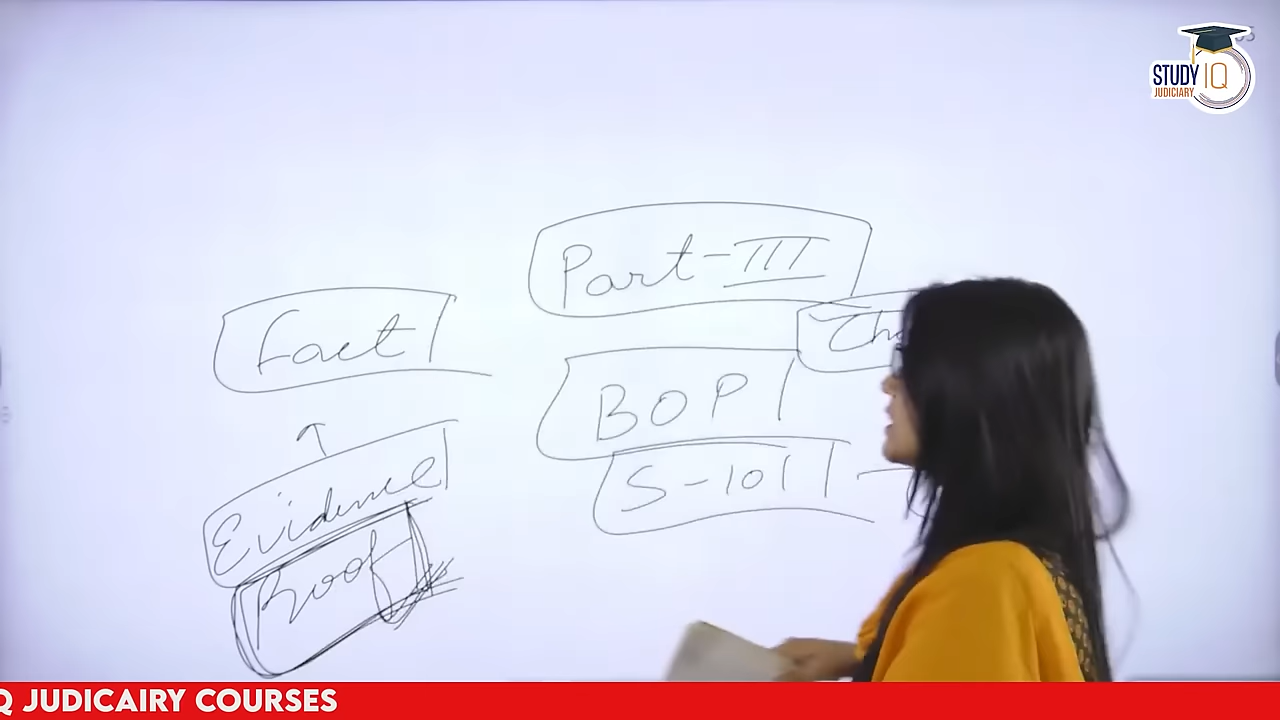 STUDY IQ
JUDICIARY
Part-III
Fact
BOP
Evidence
S-101
Proof
Q JUDICAIRY COURSES